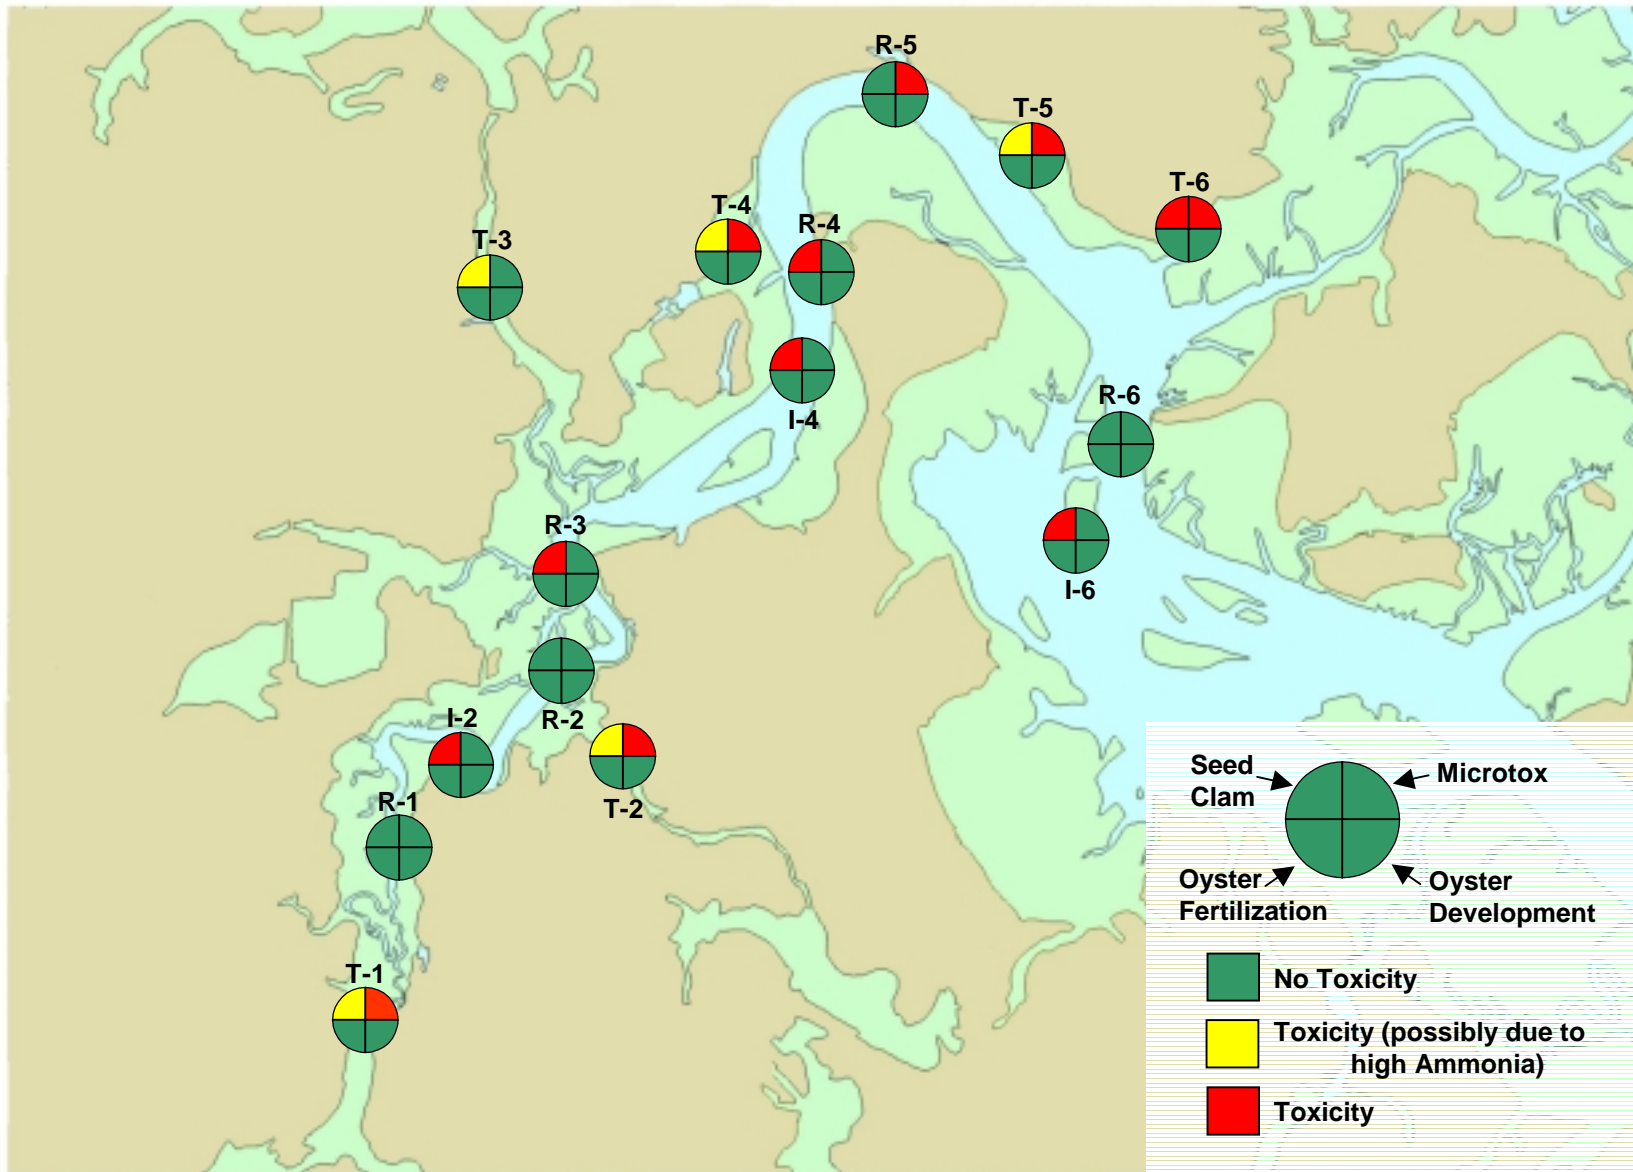 R-5
T-5
T-6
T-4
R-4
T-3
I-4
R-6
R-3
I-6
R-2
I-2
T-2
R-1
T-1
Seed
Clam
Microtox
Oyster
Fertilization
Oyster
Development
No Toxicity
Toxicity (possibly due to
high Ammonia)
Toxicity